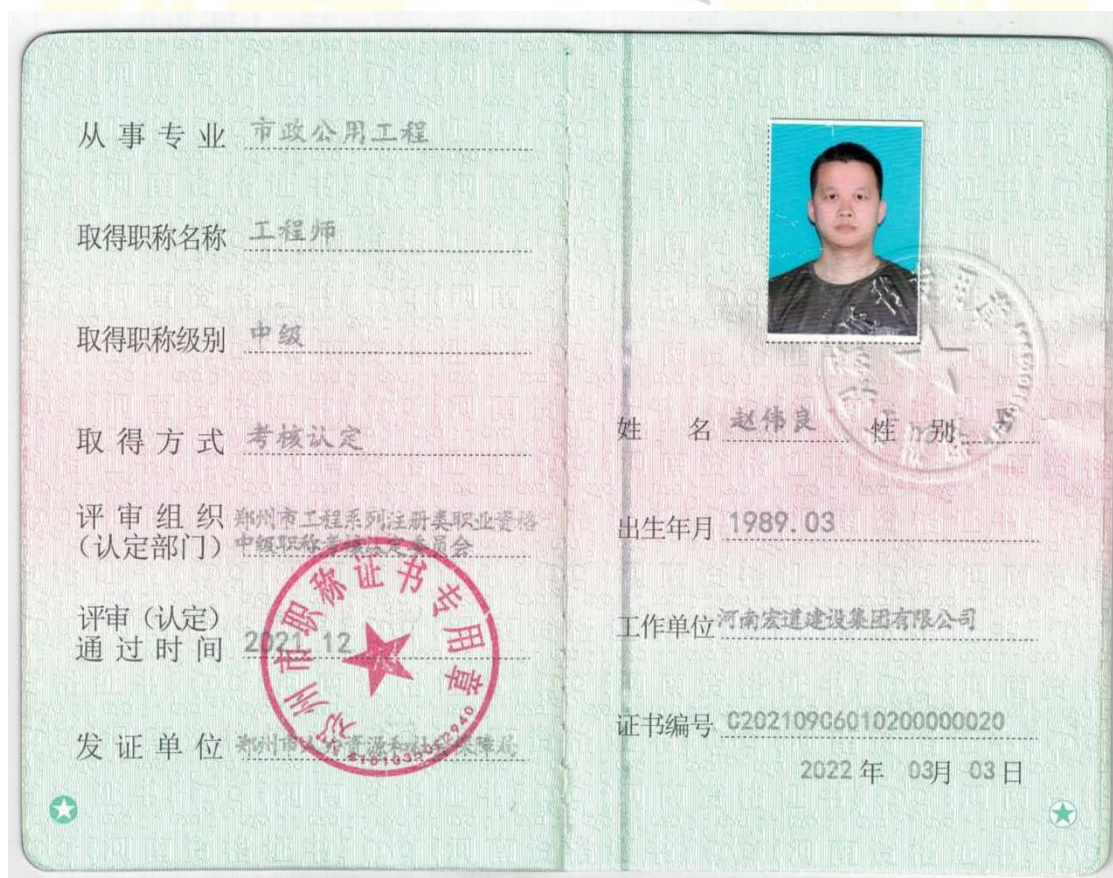 从事专业 市政公用工程
取得职称名称 工程师
取得职称级别 中级
取得方式 考核认定
评审组织 郑州市工程系列注册类职业资格
（认定部门）中级职称考核认定委员会
评审（认定）
通过时间 2021.12
发证单位 郑州市人力资源和社会保障局
郑州市职称证书专用章
姓名 赵伟良 性别
出生年月 1989.03
工作单位 河南宏道建设集团有限公司
证书编号 C20210906010200000020
2022年 03月 03日